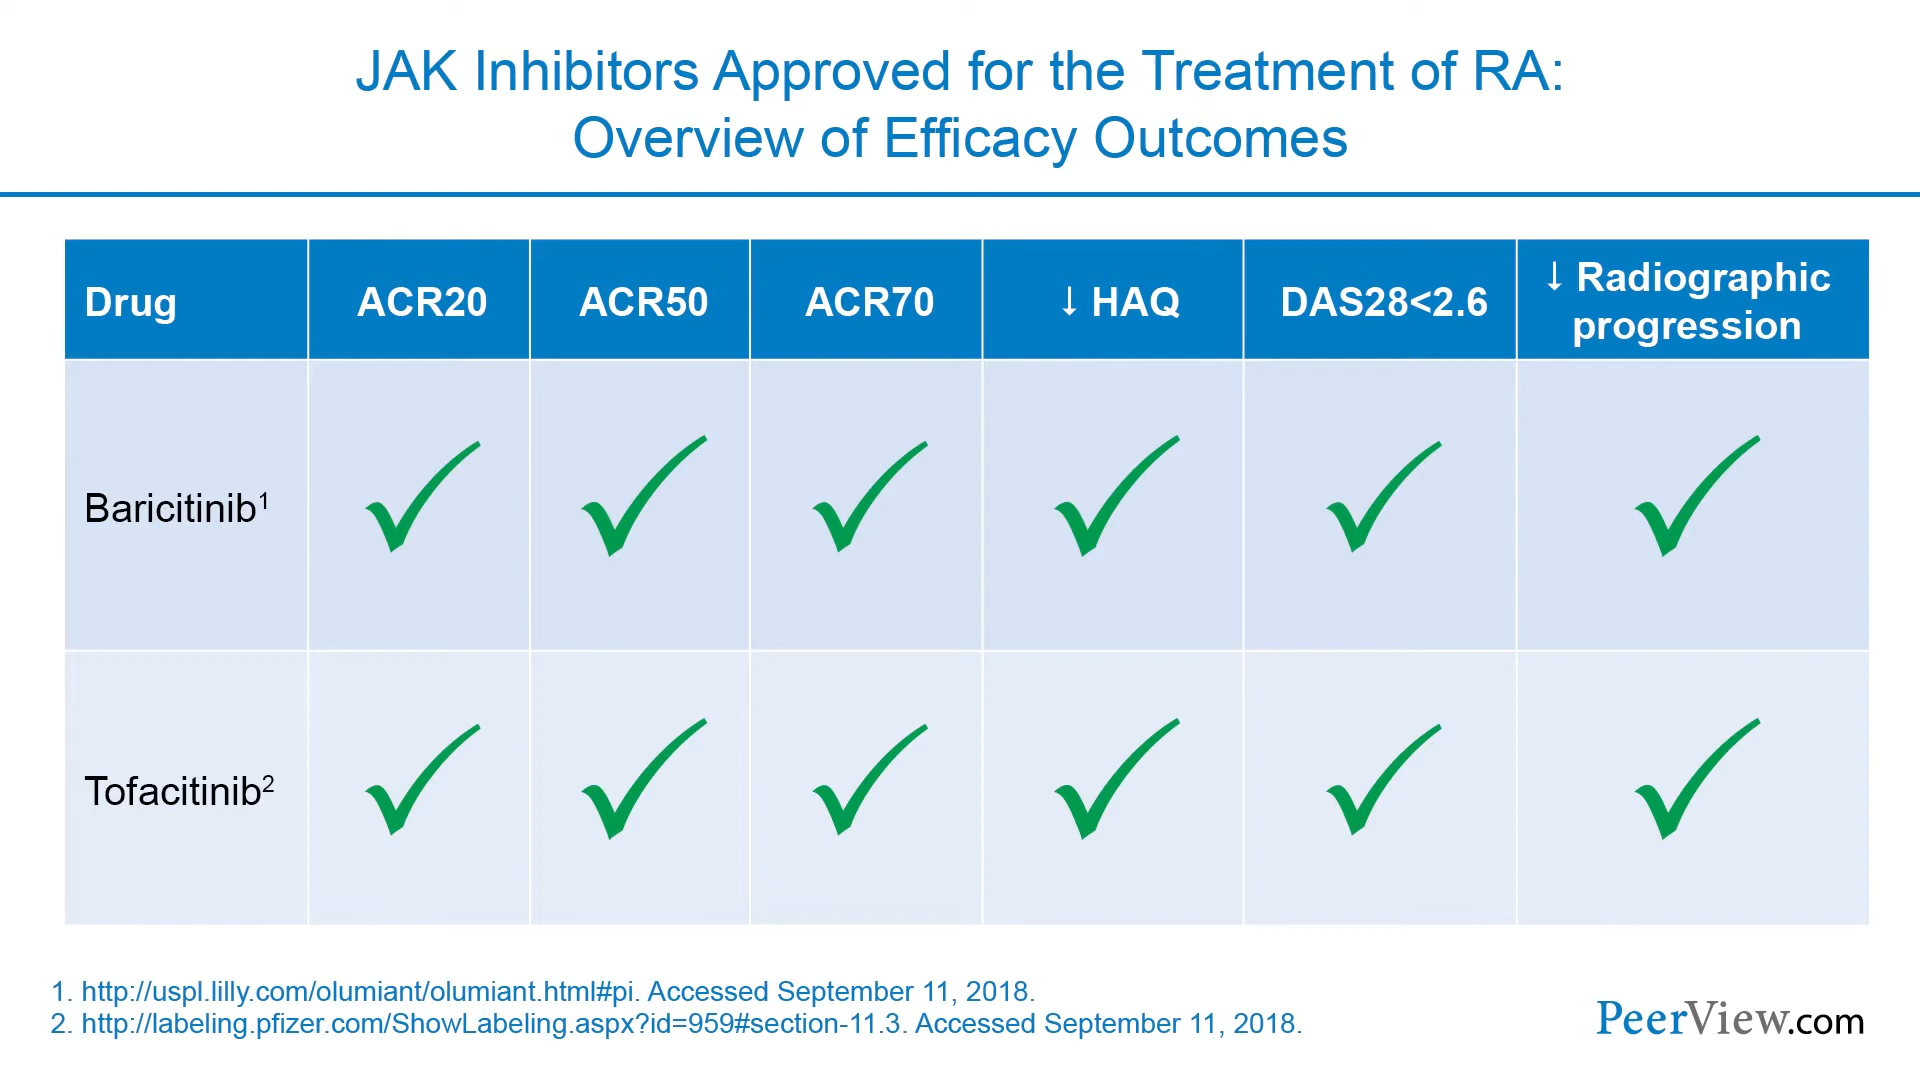 JAK Inhibitors Approved for the Treatment of RA:
Overview of Efficacy Outcomes
Drug
ACR20
ACR50
ACR70
↓ HAQ
DAS28<2.6
↓ Radiographic
progression
Baricitinib¹
Tofacitinib²
1. http://uspl.lilly.com/olumiant/olumiant.html#pi. Accessed September 11, 2018.
2. http://labeling.pfizer.com/ShowLabeling.aspx?id=959#section-11.3. Accessed September 11, 2018.
PeerView.com